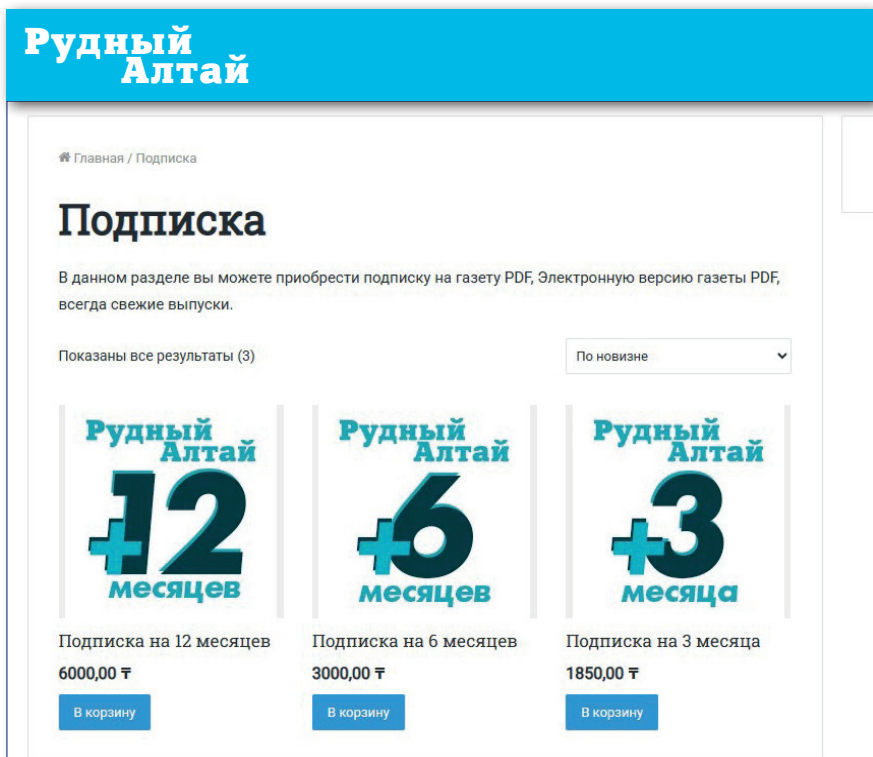 Рудный
Алтай
Главная / Подписка
Подписка
В данном разделе вы можете приобрести подписку на газету PDF, Электронную версию газеты PDF,
всегда свежие выпуски.
Показаны все результаты (3)
По новизне
Рудный
Алтай
+12
месяцев
Подписка на 12 месяцев
6000,00 ₸
В корзину
Рудный
Алтай
+6
месяцев
Подписка на 6 месяцев
3000,00 ₸
В корзину
Рудный
Алтай
+3
месяца
Подписка на 3 месяца
1850,00 ₸
В корзину